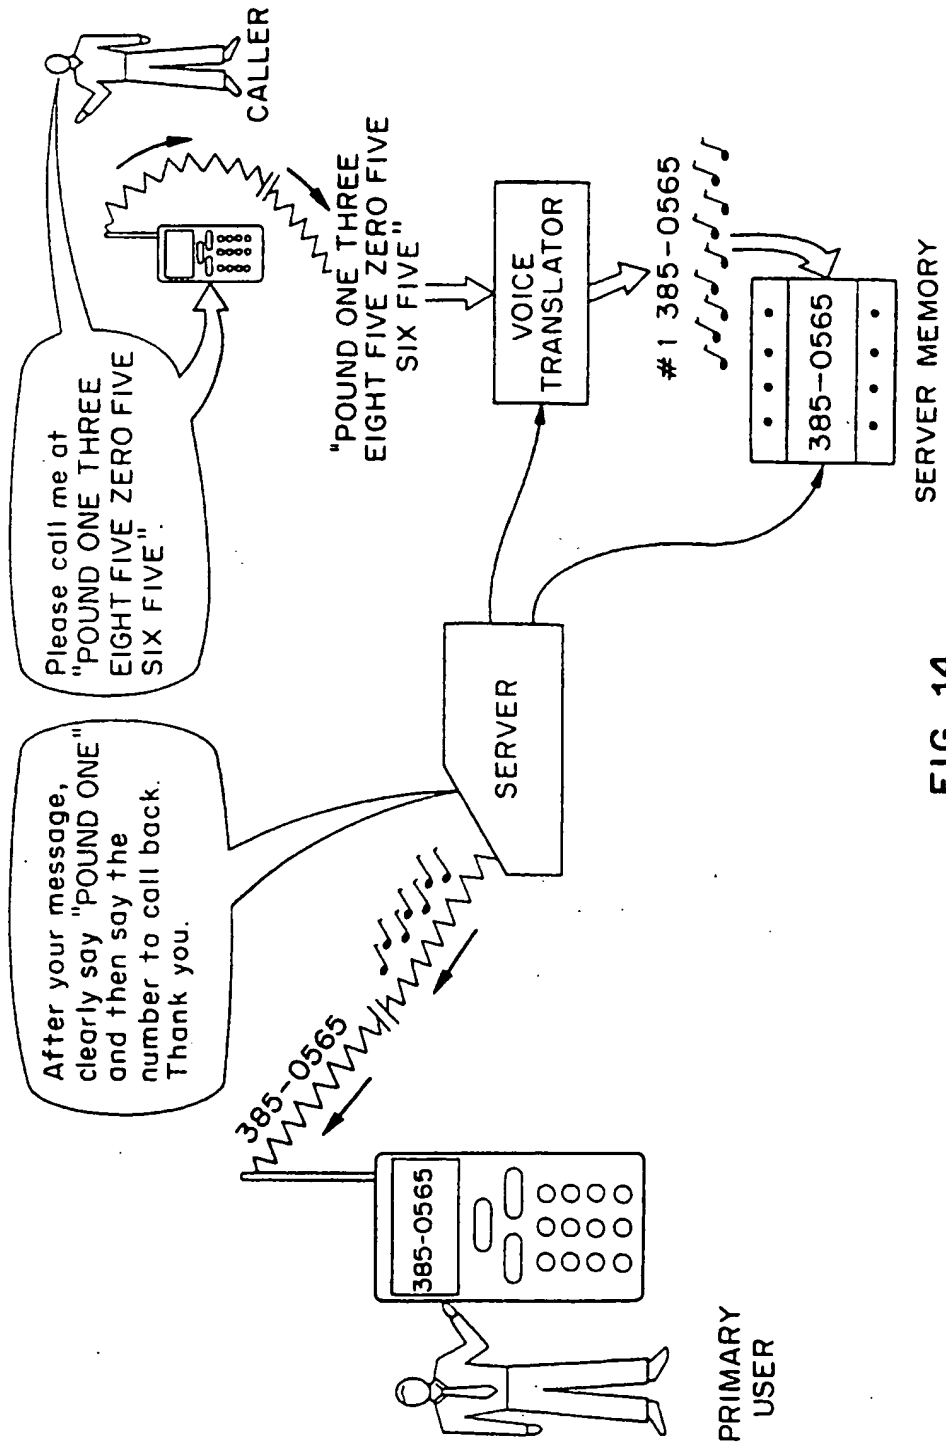 After your message,
clearly say "POUND ONE"
and then say the
number to call back.
Thank you.
Please call me at
"POUND ONE THREE
EIGHT FIVE ZERO FIVE
SIX FIVE".
CALLER
"POUND ONE THREE
EIGHT FIVE ZERO FIVE
SIX FIVE"
VOICE
TRANSLATOR
#1 385-0565
385-0565
SERVER MEMORY
SERVER
385-0565
385-0565
PRIMARY
USER
FIG. 14